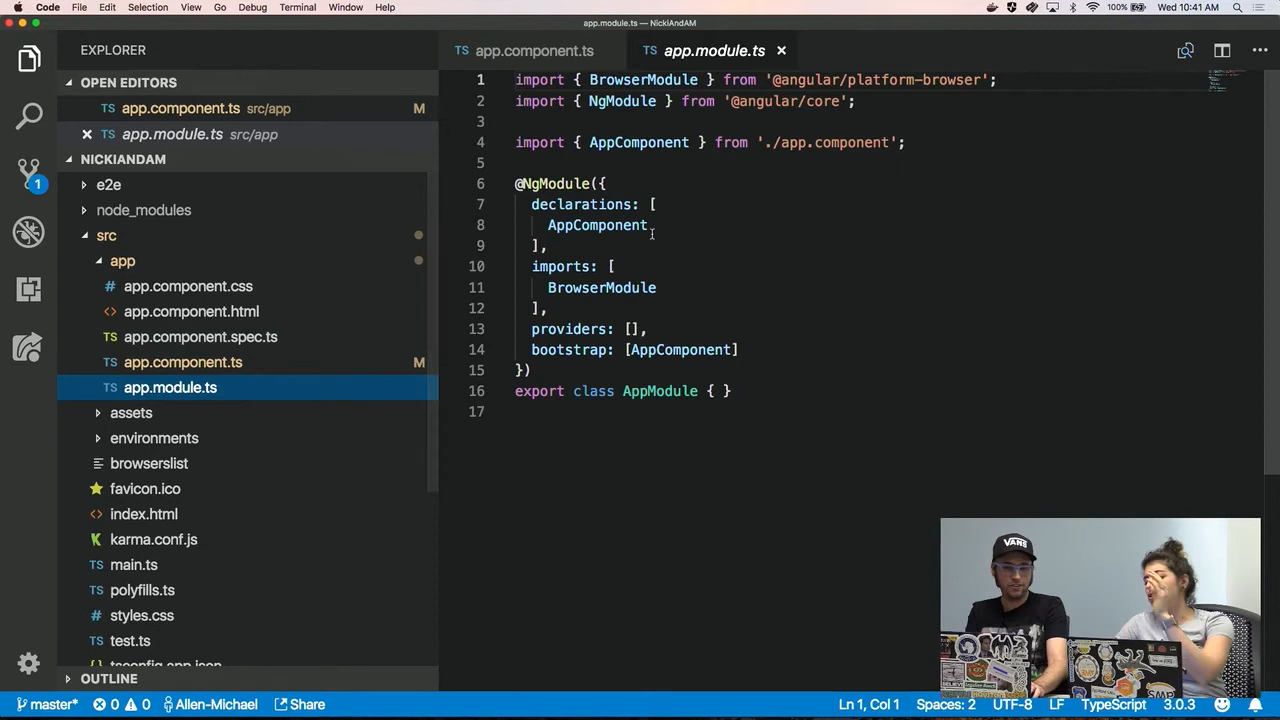 Code File Edit Selection View Go Debug Terminal Window Help 100% Wed 10:41 AM
app.module.ts — NickiAndAM
EXPLORER
OPEN EDITORS
TS app.component.ts src/app M
TS app.module.ts src/app
NICKIANDAM
e2e
node_modules
src
app
# app.component.css
<> app.component.html
TS app.component.spec.ts
TS app.component.ts M
TS app.module.ts
assets
environments
browserslist
favicon.ico
<> index.html
K karma.conf.js
TS main.ts
TS polyfills.ts
# styles.css
TS test.ts
{} tsconfig.app.json
OUTLINE
TS app.component.ts TS app.module.ts
1 import { BrowserModule } from '@angular/platform-browser';
2 import { NgModule } from '@angular/core';
3
4 import { AppComponent } from './app.component';
5
6 @NgModule({
7 declarations: [
8 AppComponent
9 ],
10 imports: [
11 BrowserModule
12 ],
13 providers: [],
14 bootstrap: [AppComponent]
15 })
16 export class AppModule { }
17
VANS
1
master* 0 0 Allen-Michael Share Ln 1, Col 1 Spaces: 2 UTF-8 LF TypeScript 3.0.3